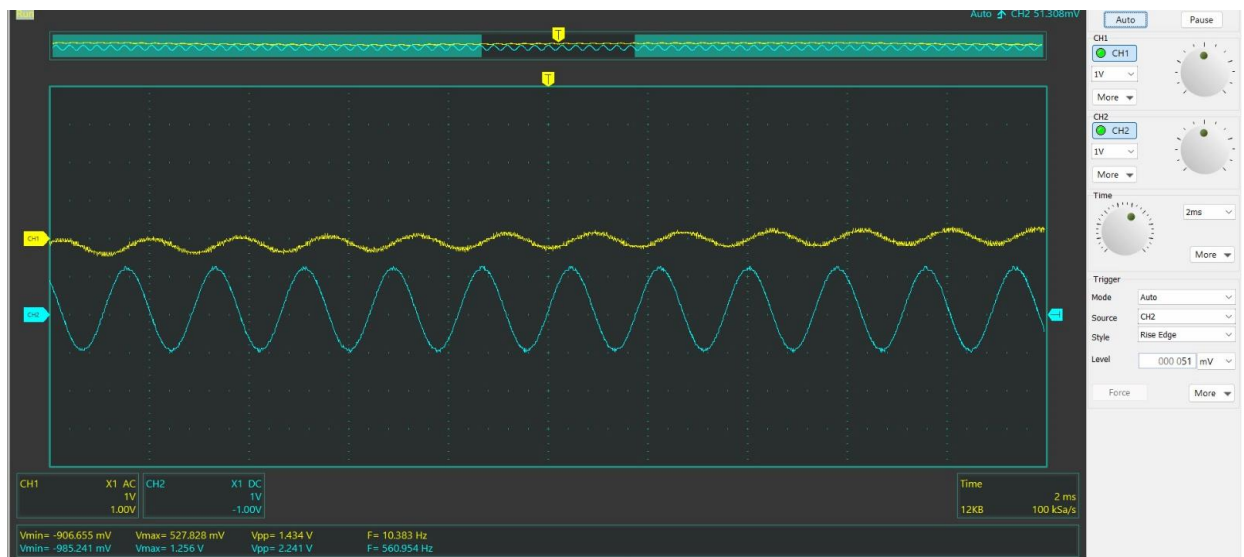 Run
Auto CH2 51.308mV
T
T
CH1
CH2
CH1 X1 AC
1V
1.00V
CH2 X1 DC
1V
-1.00V
Time
2 ms
12KB 100 kSa/s
Vmin= -906.655 mV Vmax= 527.828 mV Vpp= 1.434 V F= 10.383 Hz
Vmin= -985.241 mV Vmax= 1.256 V Vpp= 2.241 V F= 560.954 Hz
Auto Pause
CH1
CH1
1V
More
CH2
CH2
1V
More
Time
2ms
More
Trigger
Mode Auto
Source CH2
Style Rise Edge
Level 000 051 mV
Force More